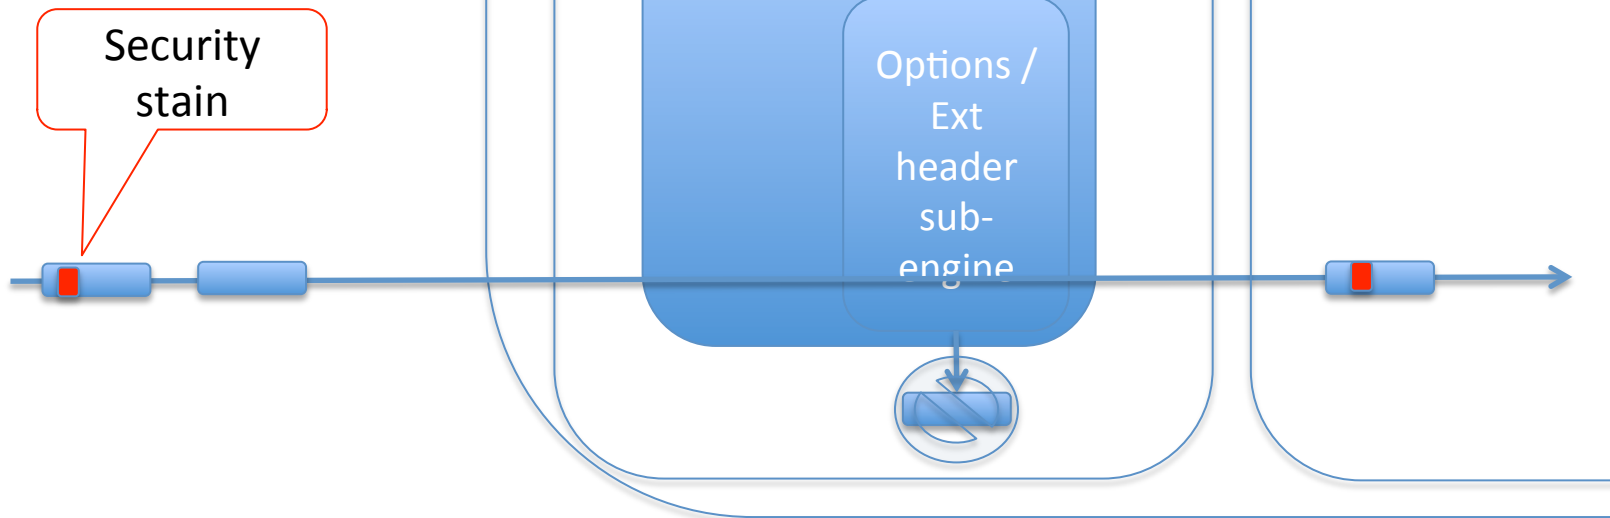 Security
stain
Options /
Ext
header
sub-
engine